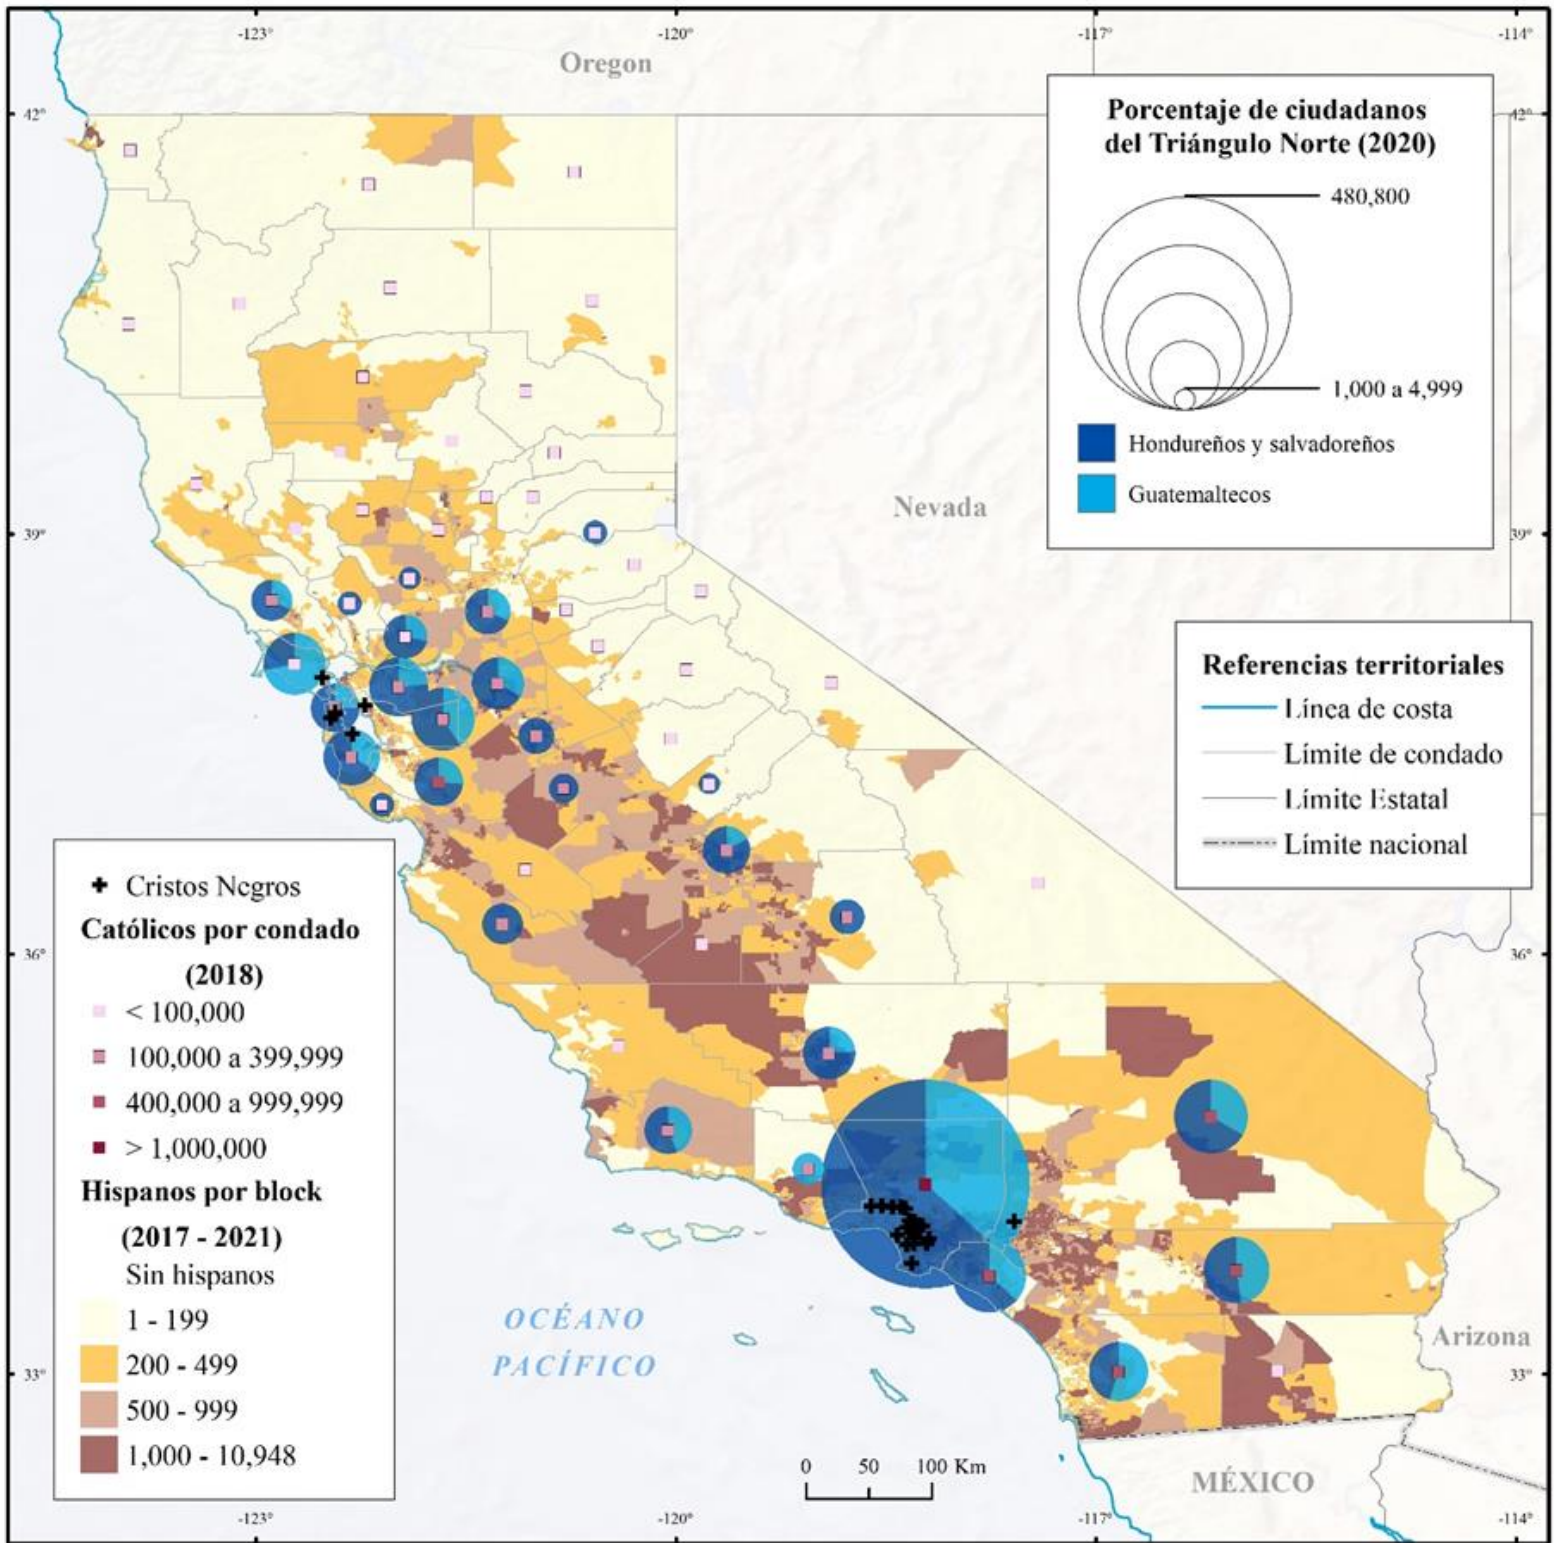 -123°
-120°
-117°
-114°
Oregon
42°
42°
Porcentaje de ciudadanos
del Triángulo Norte (2020)
480,800
1,000 a 4,999
Hondureños y salvadoreños
Guatemaltecos
Nevada
39°
39°
Referencias territoriales
Línea de costa
Límite de condado
Límite Estatal
Límite nacional
Cristos Negros
Católicos por condado
(2018)
< 100,000
100,000 a 399,999
400,000 a 999,999
> 1,000,000
Hispanos por block
(2017 - 2021)
Sin hispanos
1 - 199
200 - 499
500 - 999
1,000 - 10,948
36°
36°
OCÉANO
PACÍFICO
Arizona
33°
33°
0 50 100 Km
MÉXICO
-123°
-120°
-117°
-114°